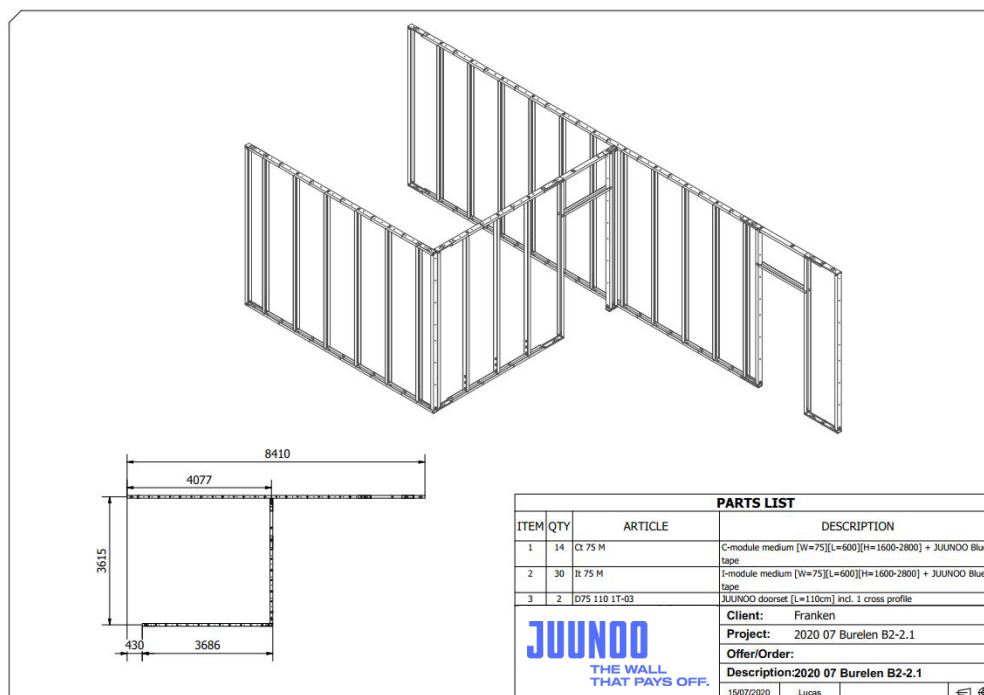 8410
4077
3615
430
3686
PARTS LIST
ITEM QTY ARTICLE DESCRIPTION
1 14 Ct 75 M C-module medium [W=75][L=600][H=1600-2800] + JUUNOO Blue
tape
2 30 It 75 M I-module medium [W=75][L=600][H=1600-2800] + JUUNOO Blue
tape
3 2 D75 110 1T-03 JUUNOO doorset [L=110cm] incl. 1 cross profile
JUUNOO
THE WALL
THAT PAYS OFF.
Client: Franken
Project: 2020 07 Burelen B2-2.1
Offer/Order:
Description:2020 07 Burelen B2-2.1
15/07/2020 Lucas